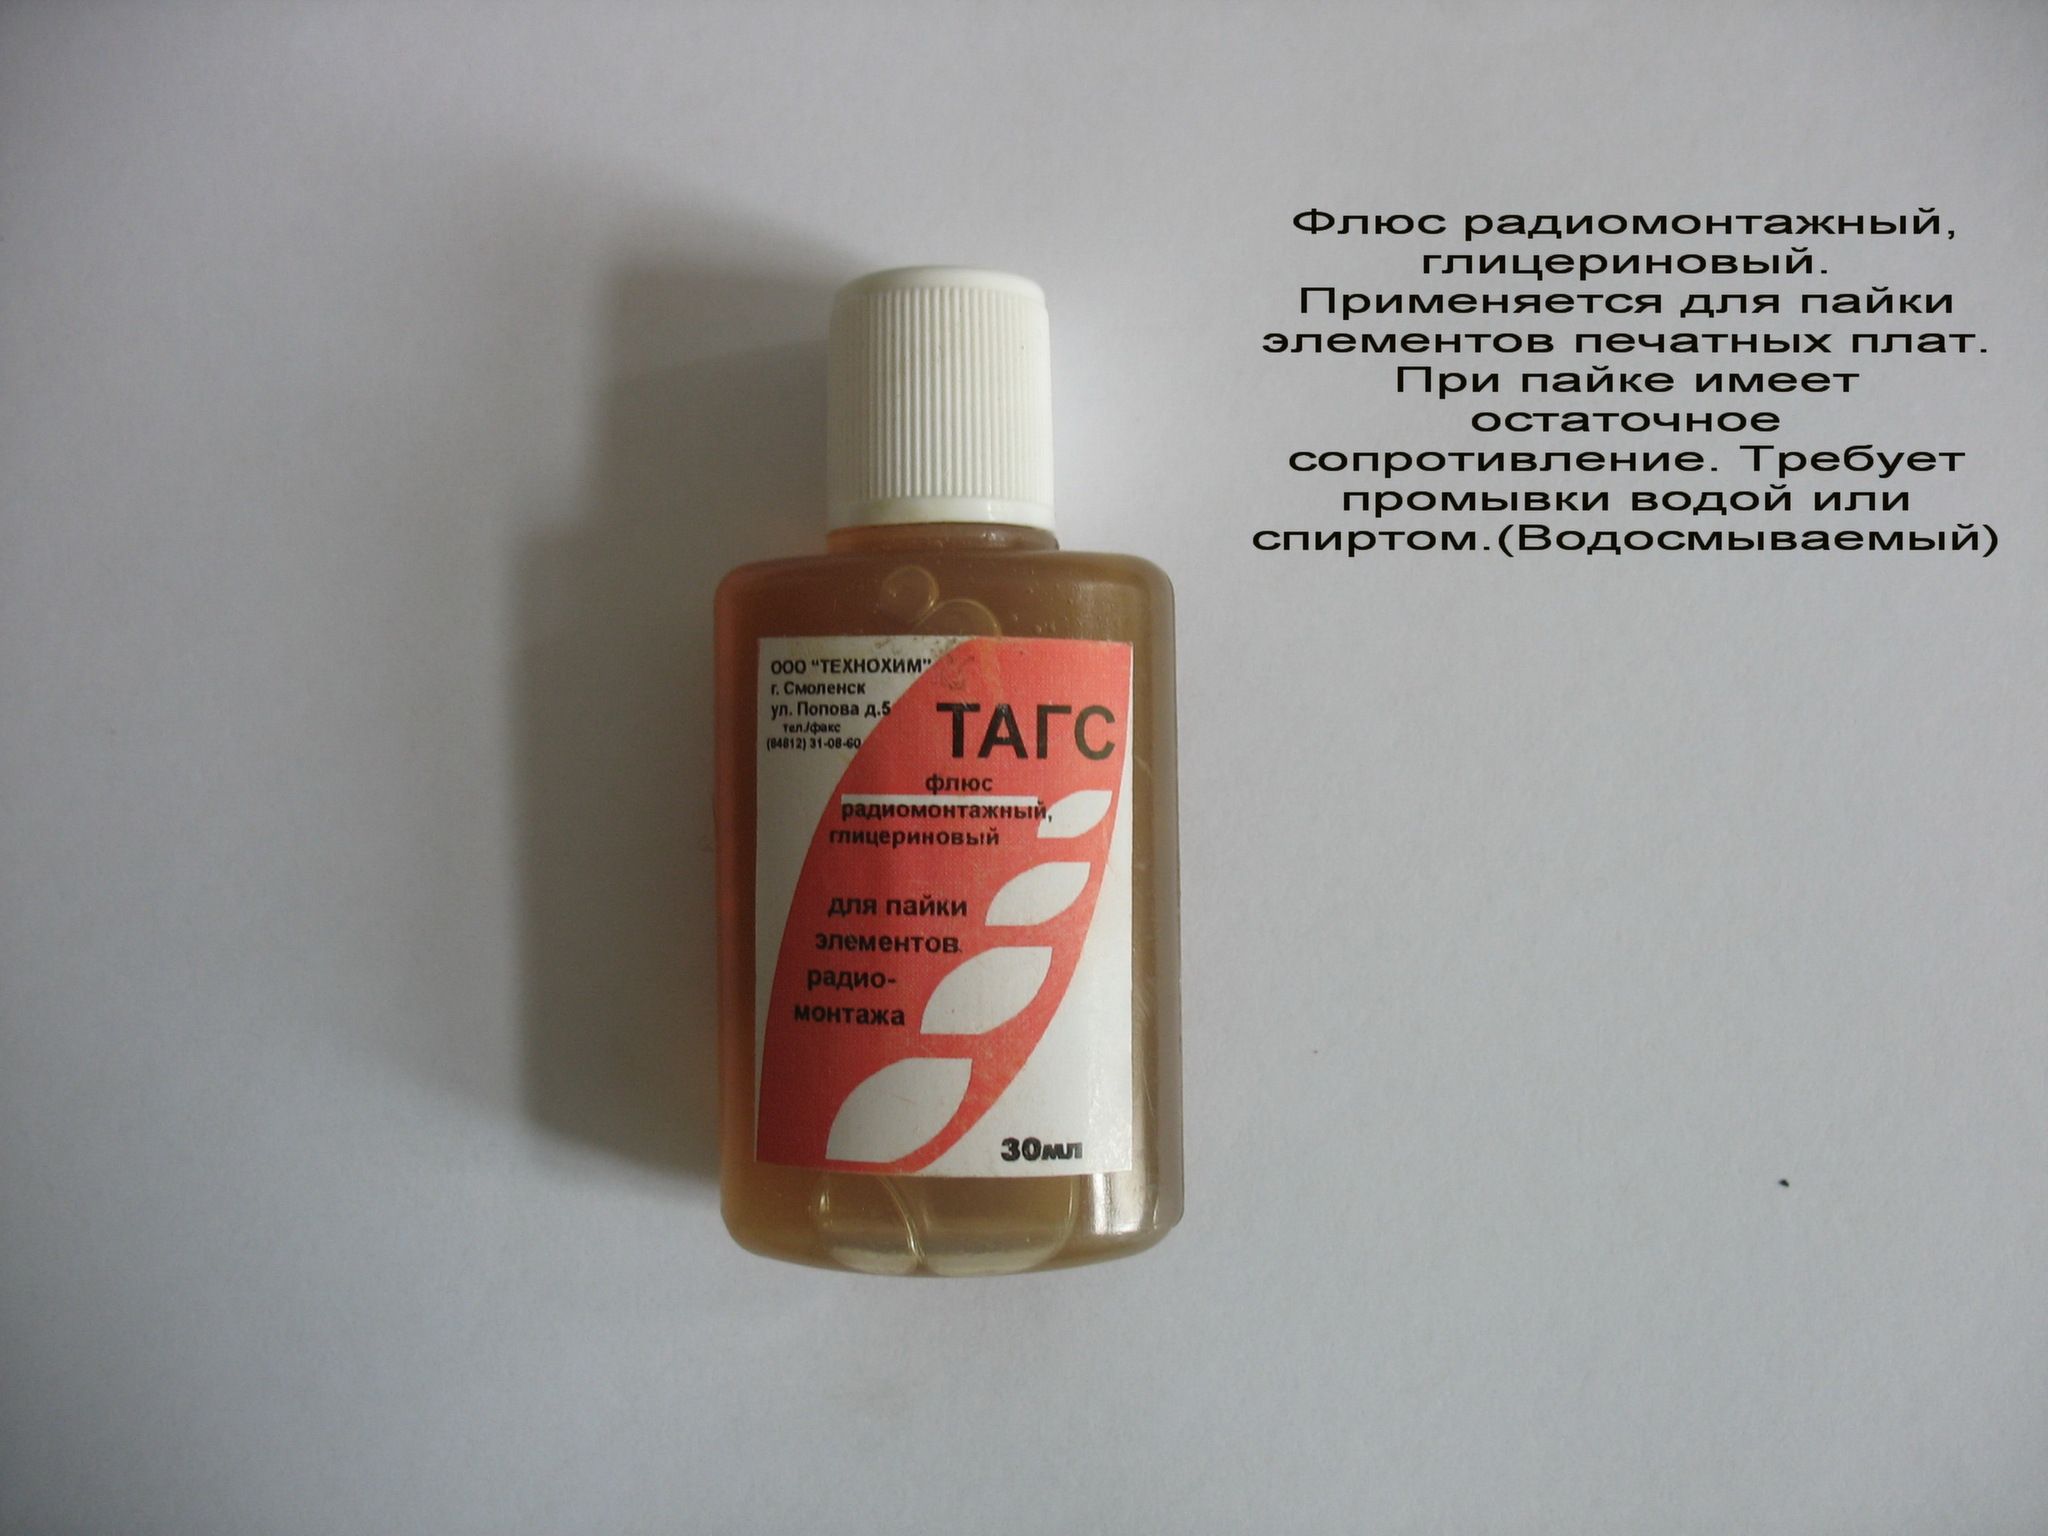 Флюс радиомонтажный,
глицериновый.
Применяется для пайки
элементов печатных плат.
При пайке имеет
остаточное
сопротивление. Требует
промывки водой или
спиртом.(Водосмываемый)
ООО "ТЕХНОХИМ"
г. Смоленск
ул. Попова д.5
тел./факс
(84812) 31-08-60
ТАГС
флюс
радиомонтажный,
глицериновый
для пайки
элементов
радио-
монтажа
30мл